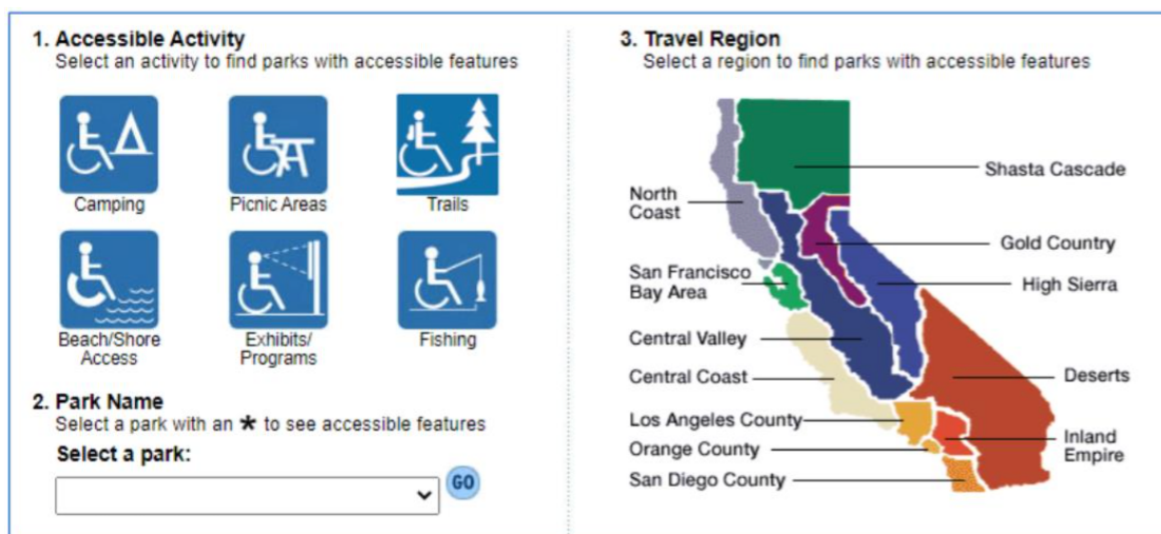 1. Accessible Activity
Select an activity to find parks with accessible features
Camping
Picnic Areas
Trails
Beach/Shore
Access
Exhibits/
Programs
Fishing
2. Park Name
Select a park with an * to see accessible features
Select a park:
GO
3. Travel Region
Select a region to find parks with accessible features
Shasta Cascade
North
Coast
Gold Country
San Francisco
Bay Area
High Sierra
Central Valley
Central Coast
Deserts
Los Angeles County
Orange County
Inland
Empire
San Diego County